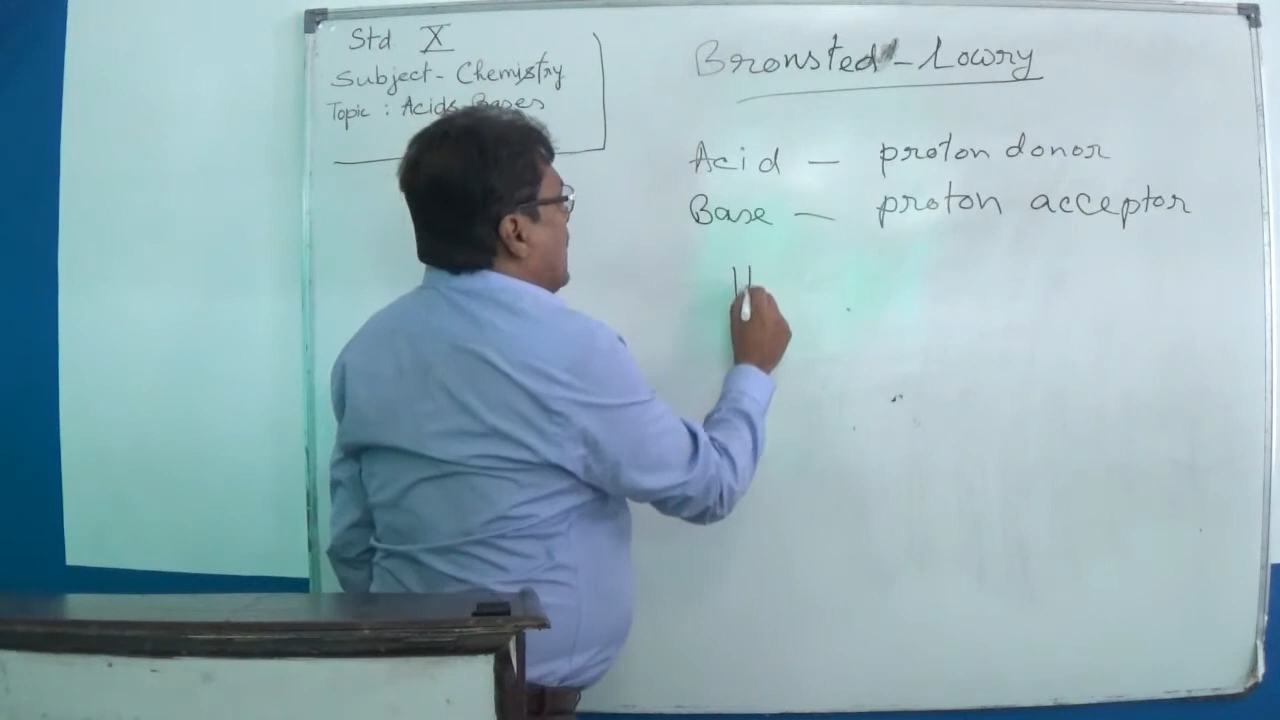 Std X
Subject - Chemistry
Topic : Acids Bases
Bronsted - Lowry
Acid — proton donor
Base — proton acceptor